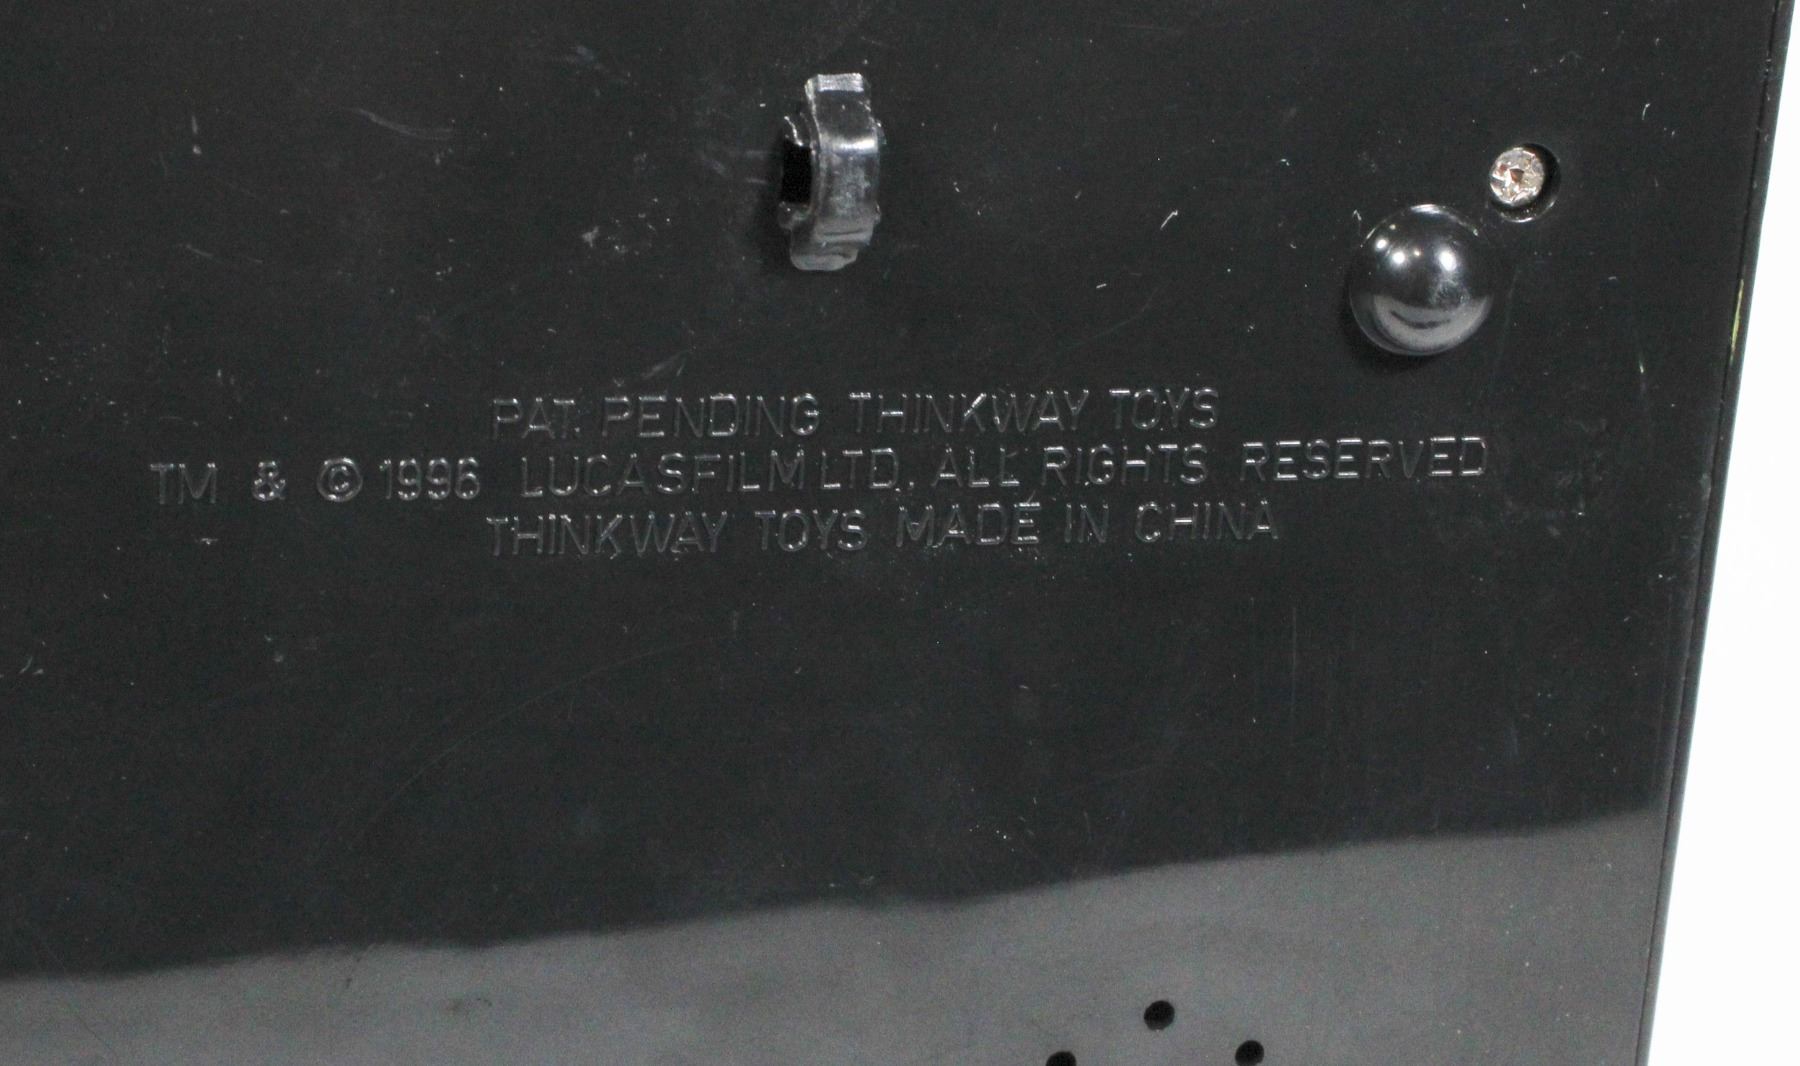 PAT. PENDING THINKWAY TOYS
TM & © 1996 LUCASFILM LTD. ALL RIGHTS RESERVED
THINKWAY TOYS MADE IN CHINA